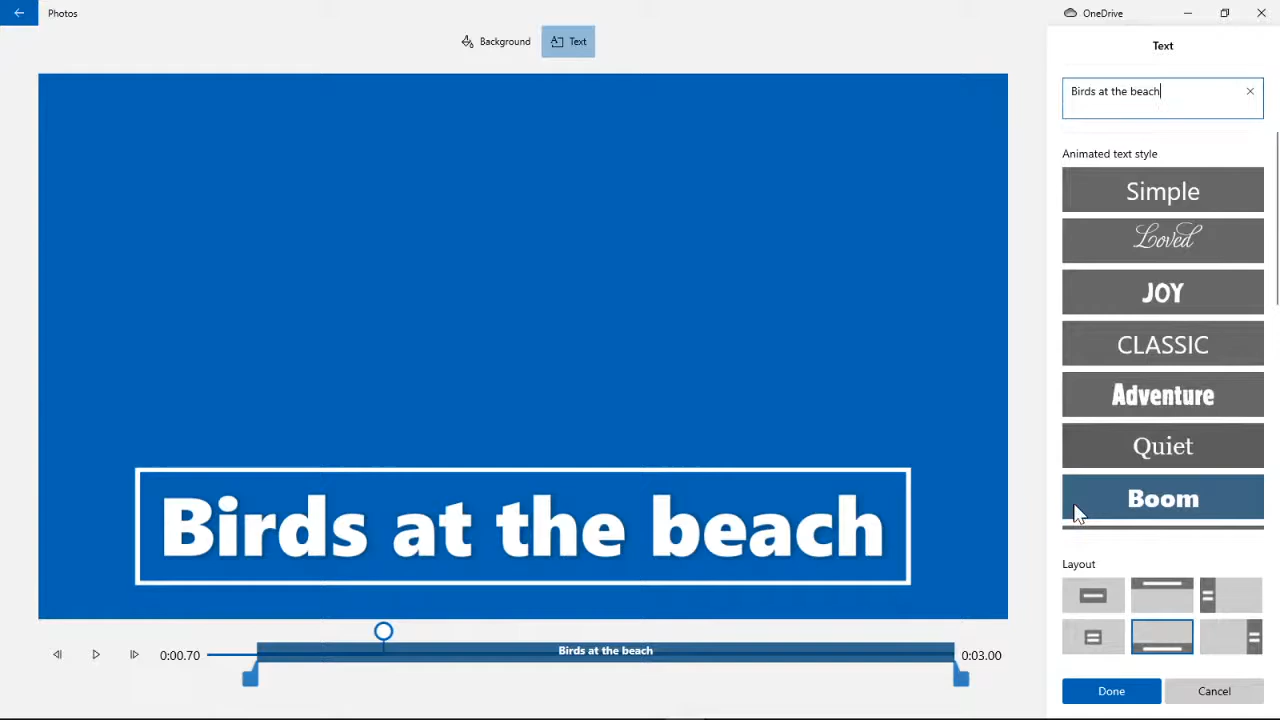 Photos
OneDrive
Background
Text
Text
Birds at the beach
Animated text style
Simple
Loved
JOY
CLASSIC
Adventure
Quiet
Boom
Birds at the beach
Layout
0:00.70
Birds at the beach
0:03.00
Done
Cancel